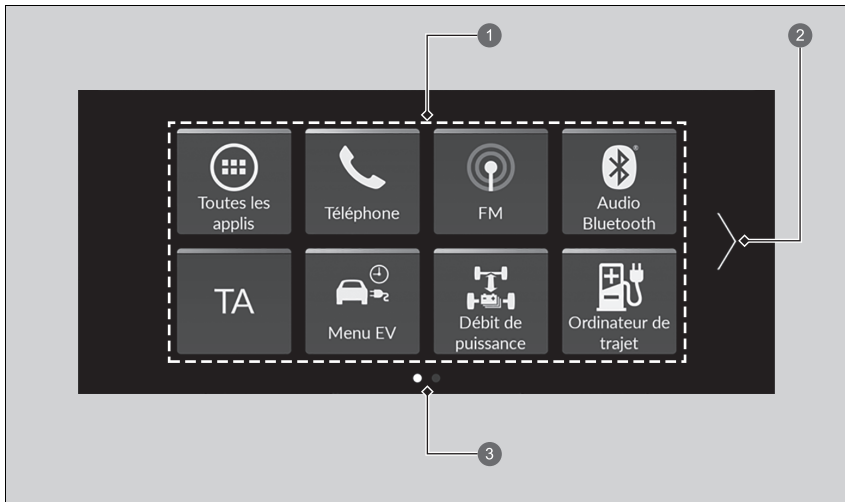 1
2
Toutes les
applis
Téléphone
FM
Audio
Bluetooth
TA
Menu EV
Débit de
puissance
Ordinateur de
trajet
3